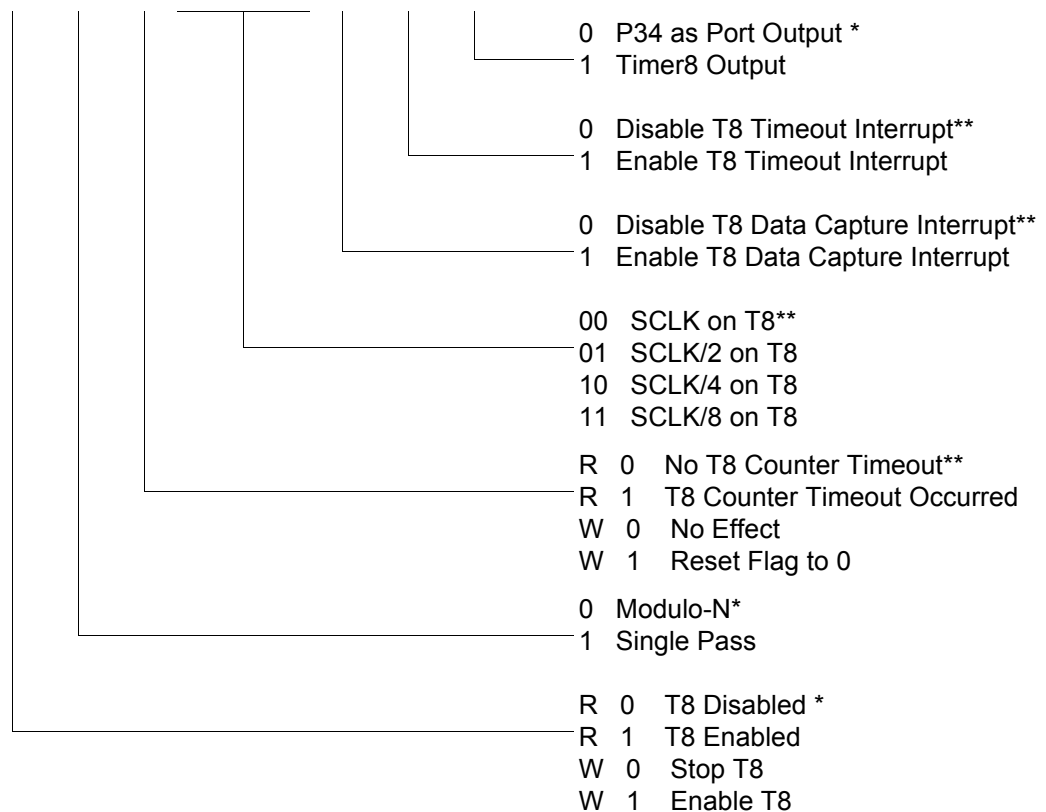 0 P34 as Port Output *
1 Timer8 Output
0 Disable T8 Timeout Interrupt**
1 Enable T8 Timeout Interrupt
0 Disable T8 Data Capture Interrupt**
1 Enable T8 Data Capture Interrupt
00 SCLK on T8**
01 SCLK/2 on T8
10 SCLK/4 on T8
11 SCLK/8 on T8
R 0 No T8 Counter Timeout**
R 1 T8 Counter Timeout Occurred
W 0 No Effect
W 1 Reset Flag to 0
0 Modulo-N*
1 Single Pass
R 0 T8 Disabled *
R 1 T8 Enabled
W 0 Stop T8
W 1 Enable T8